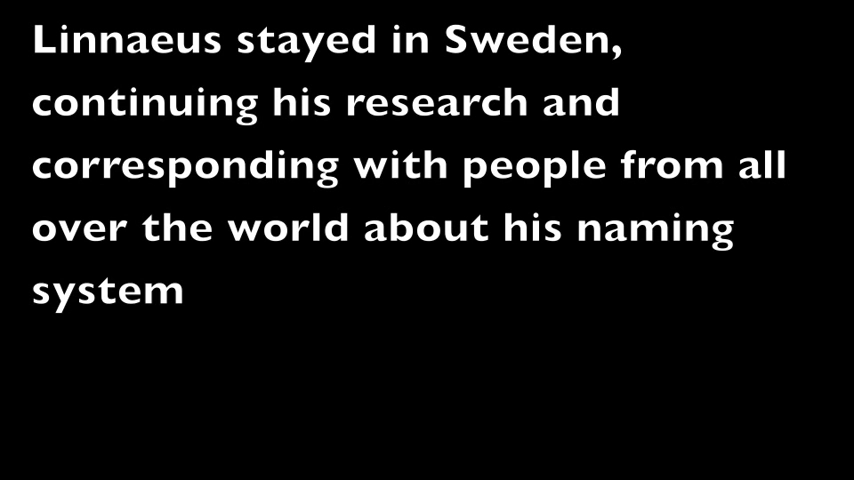 Linnaeus stayed in Sweden,
continuing his research and
corresponding with people from all
over the world about his naming
system